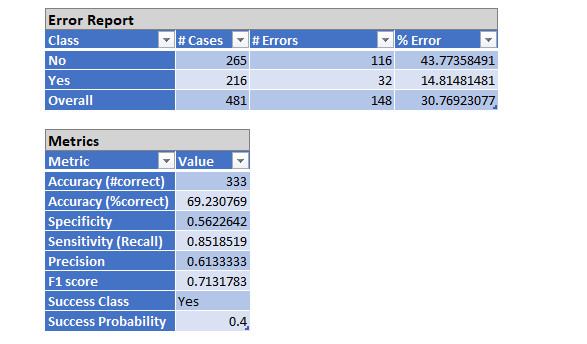 Error Report
Class # Cases # Errors % Error
No 265 116 43.77358491
Yes 216 32 14.81481481
Overall 481 148 30.76923077
Metrics
Metric Value
Accuracy (#correct) 333
Accuracy (%correct) 69.230769
Specificity 0.5622642
Sensitivity (Recall) 0.8518519
Precision 0.6133333
F1 score 0.7131783
Success Class Yes
Success Probability 0.4